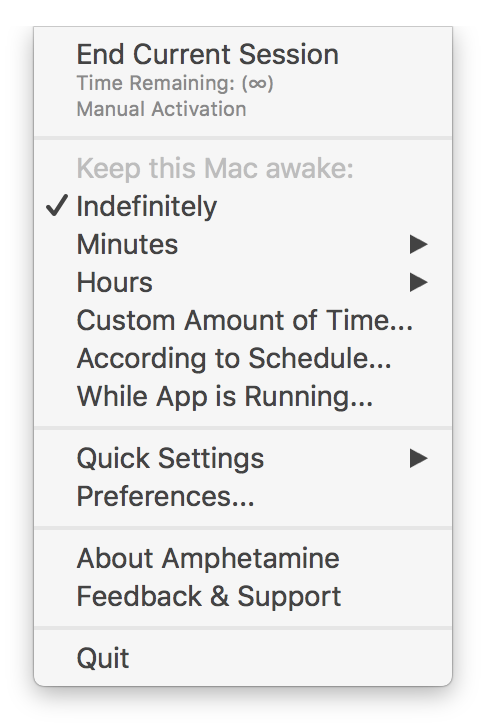 End Current Session
Time Remaining: (∞)
Manual Activation
Keep this Mac awake:
✓ Indefinitely
Minutes
Hours
Custom Amount of Time...
According to Schedule...
While App is Running...
Quick Settings
Preferences...
About Amphetamine
Feedback & Support
Quit